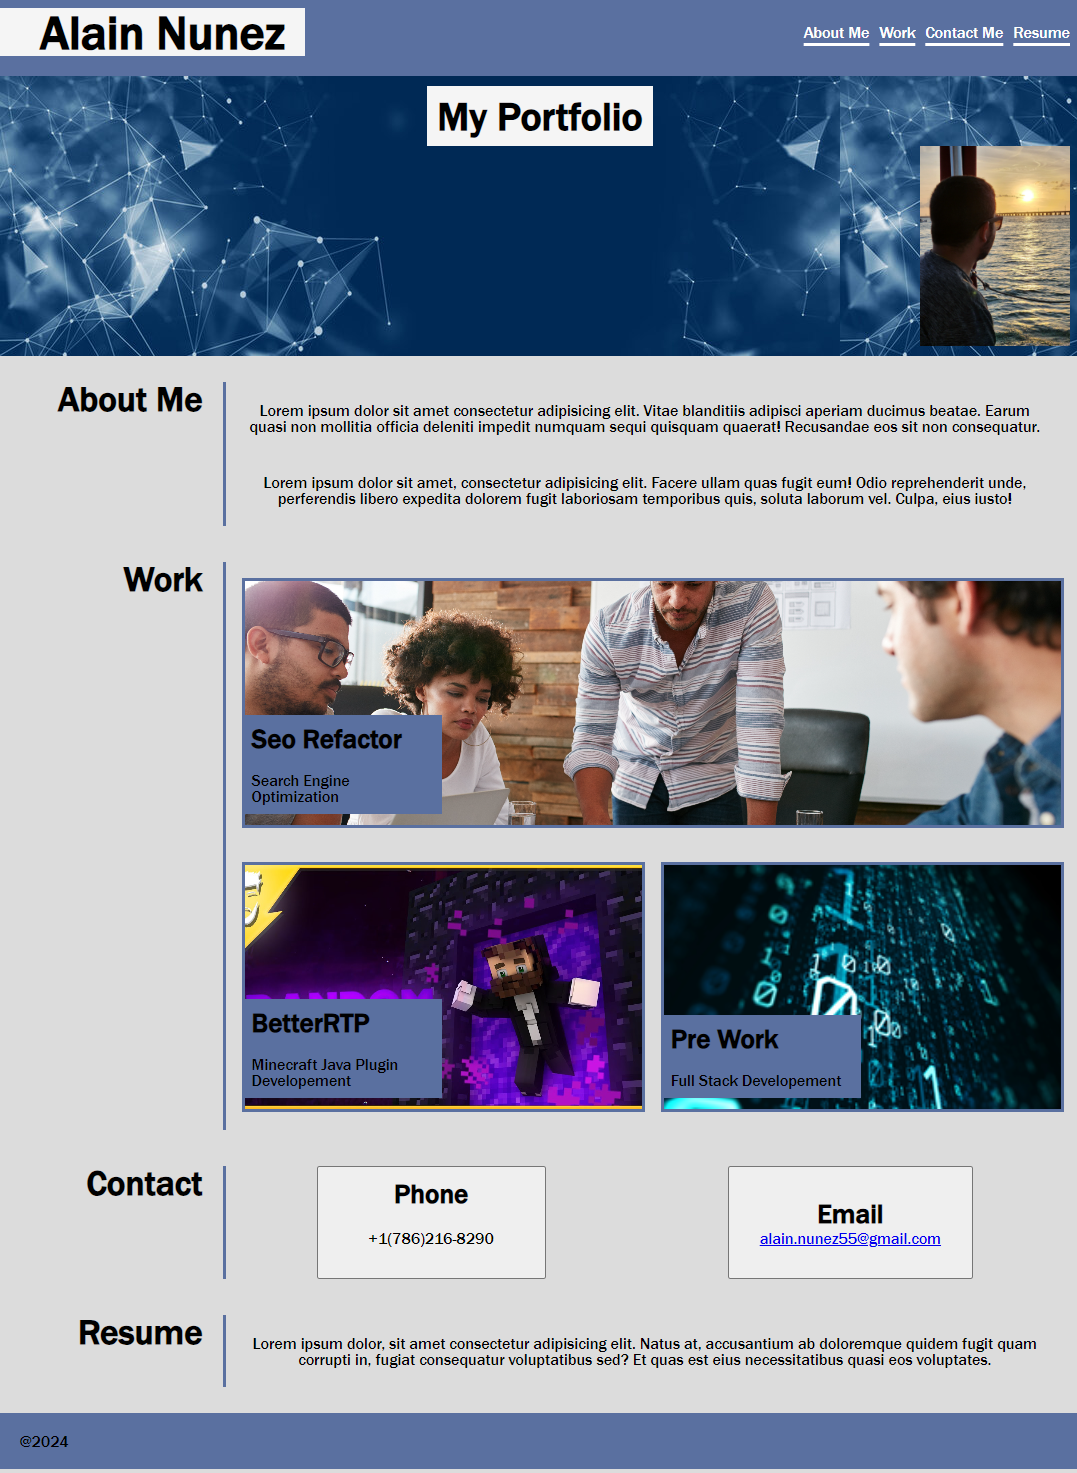 Alain Nunez
About Me Work Contact Me Resume
My Portfolio
About Me
Lorem ipsum dolor sit amet consectetur adipisicing elit. Vitae blanditiis adipisci aperiam ducimus beatae. Earum
quasi non mollitia officia deleniti impedit numquam sequi quisquam quaerat! Recusandae eos sit non consequatur.
Lorem ipsum dolor sit amet, consectetur adipisicing elit. Facere ullam quas fugit eum! Odio reprehenderit unde,
perferendis libero expedita dolorem fugit laboriosam temporibus quis, soluta laborum vel. Culpa, eius iusto!
Work
Seo Refactor
Search Engine
Optimization
BetterRTP
Minecraft Java Plugin
Developement
Pre Work
Full Stack Developement
Contact
Phone
+1(786)216-8290
Email
alain.nunez55@gmail.com
Resume
Lorem ipsum dolor, sit amet consectetur adipisicing elit. Natus at, accusantium ab doloremque quidem fugit quam
corrupti in, fugiat consequatur voluptatibus sed? Et quas est eius necessitatibus quasi eos voluptates.
@2024